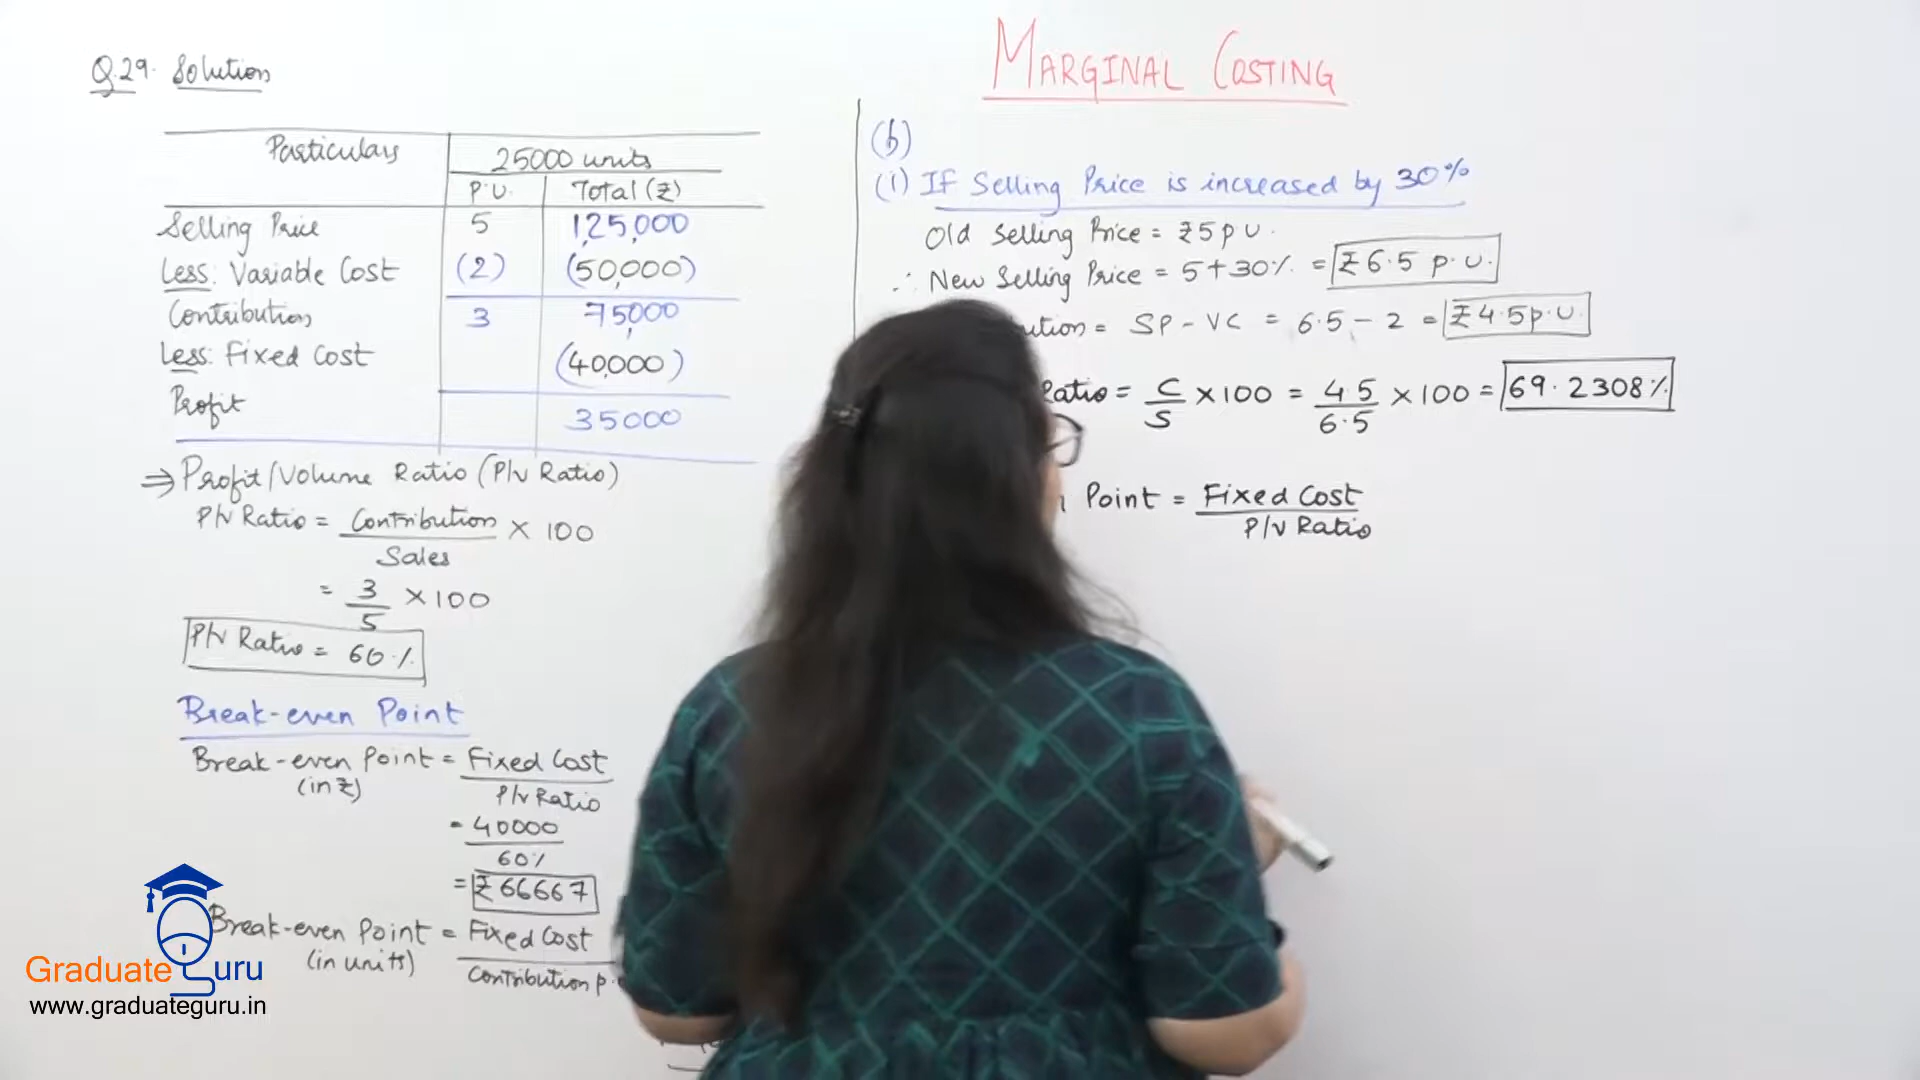 Q.29. Solution
Particulars 25000 units
P.U. Total (₹)
Selling Price 5 1,25,000
Less: Variable Cost (2) (50,000)
Contribution 3 75,000
Less: Fixed Cost (40,000)
Profit 35000
⇒ Profit/Volume Ratio (P/v Ratio)
P/v Ratio = Contribution × 100
Sales
= 3 × 100
5
P/v Ratio = 60%
Break-even Point
Break-even Point = Fixed Cost
(in ₹) P/v Ratio
= 40000
60%
= ₹66667
Break-even Point = Fixed Cost
(in units) Contribution p.
MARGINAL COSTING
(b)
(i) If Selling Price is increased by 30%
Old Selling Price = ₹5 p u.
∴ New Selling Price = 5+30% = ₹6.5 p.u.
ution = SP - VC = 6.5 - 2 = ₹4.5 p.u.
Ratio = C × 100 = 4.5 × 100 = 69.2308%
S 6.5
Point = Fixed Cost
P/v Ratio
Graduate Guru
www.graduateguru.in